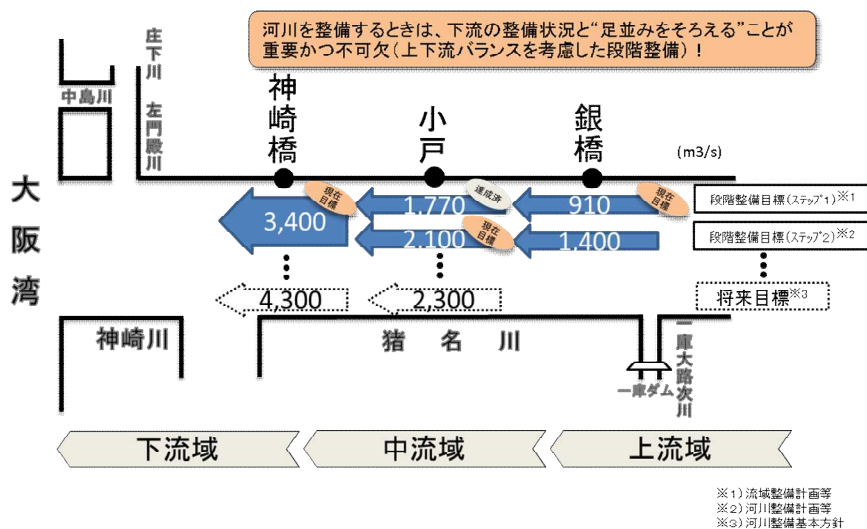 河川を整備するときは、下流の整備状況と“足並みをそろえる”ことが
重要かつ不可欠(上下流バランスを考慮した段階整備)！
庄下川
中島川
左門殿川
神崎橋
小戸
銀橋
(m3/s)
大阪湾
現在目標
達成済
現在目標
3,400
1,770
910
段階整備目標(ステップ1)※1
現在目標
2,100
1,400
段階整備目標(ステップ2)※2
4,300
2,300
将来目標※3
神崎川
猪名川
一庫ダム
一庫大路次川
下流域
中流域
上流域
※1)流域整備計画等
※2)河川整備計画等
※3)河川整備基本方針